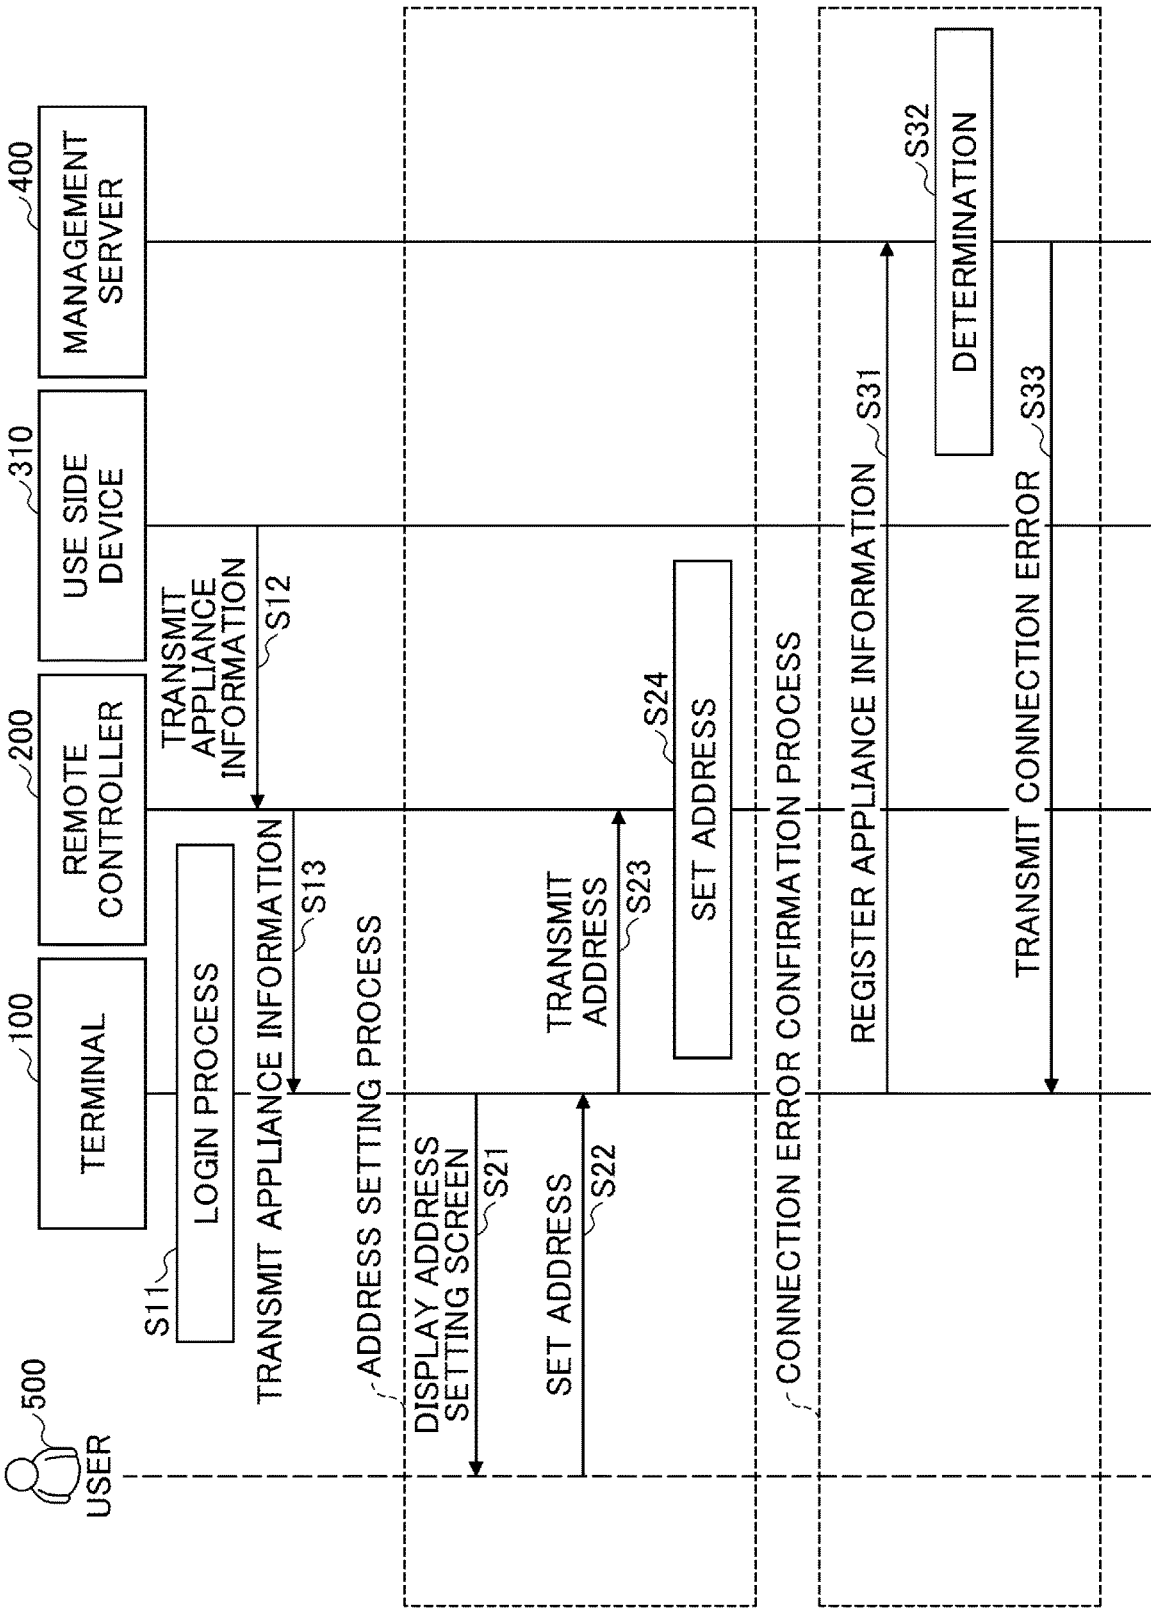 500
USER
100
TERMINAL
200
REMOTE
CONTROLLER
310
USE SIDE
DEVICE
400
MANAGEMENT
SERVER
S11
LOGIN PROCESS
TRANSMIT
APPLIANCE
INFORMATION
S12
TRANSMIT APPLIANCE INFORMATION
S13
ADDRESS SETTING PROCESS
DISPLAY ADDRESS
SETTING SCREEN
S21
SET ADDRESS
S22
TRANSMIT
ADDRESS
S23
S24
SET ADDRESS
CONNECTION ERROR CONFIRMATION PROCESS
REGISTER APPLIANCE INFORMATION
S31
S32
DETERMINATION
TRANSMIT CONNECTION ERROR
S33